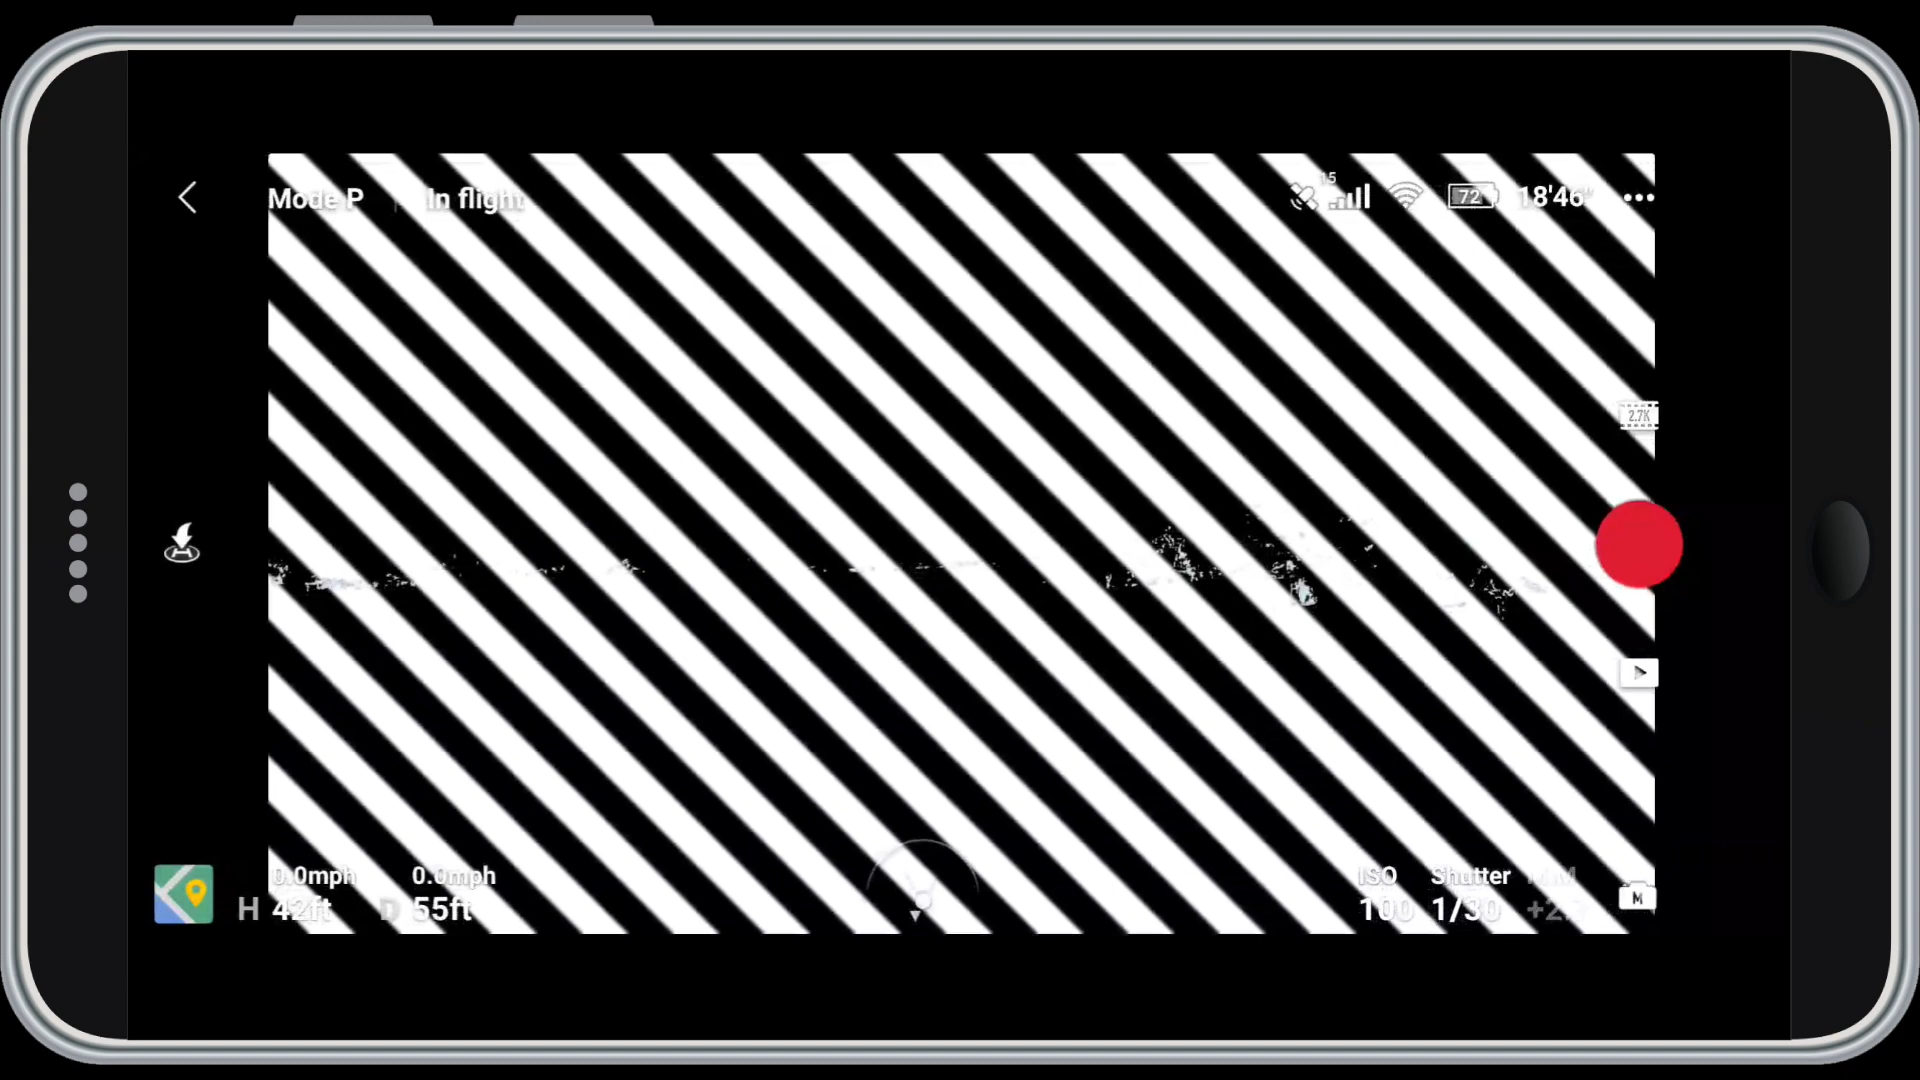 Mode P | In flight
15
72 18'46"
2.7K
0.0mph 0.0mph
H 42ft D 55ft
ISO Shutter M.M
100 1/30
M